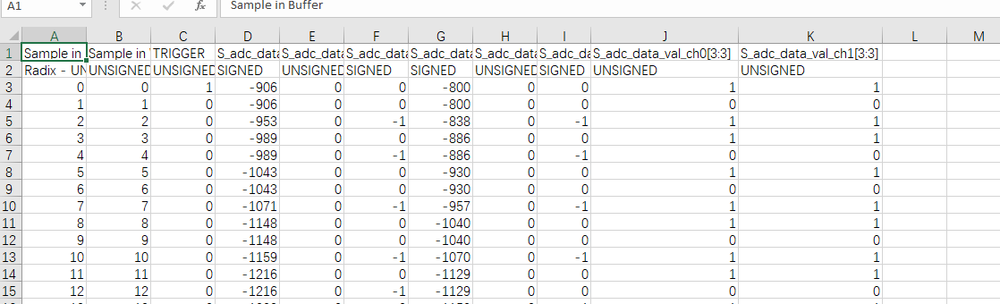 A1 fx Sample in Buffer
A B C D E F G H I J K L M
1 Sample in Sample in TRIGGER S_adc_data S_adc_data S_adc_data S_adc_data S_adc_data S_adc_da S_adc_data_val_ch0[3:3] S_adc_data_val_ch1[3:3]
2 Radix - UN UNSIGNED UNSIGNED SIGNED UNSIGNED SIGNED SIGNED UNSIGNED SIGNED UNSIGNED UNSIGNED
3 0 0 1 -906 0 0 -800 0 0 1 1
4 1 1 0 -906 0 0 -800 0 0 0 0
5 2 2 0 -953 0 -1 -838 0 -1 1 1
6 3 3 0 -989 0 0 -886 0 0 1 1
7 4 4 0 -989 0 -1 -886 0 -1 0 0
8 5 5 0 -1043 0 0 -930 0 0 1 1
9 6 6 0 -1043 0 0 -930 0 0 0 0
10 7 7 0 -1071 0 -1 -957 0 -1 1 1
11 8 8 0 -1148 0 0 -1040 0 0 1 1
12 9 9 0 -1148 0 0 -1040 0 0 0 0
13 10 10 0 -1159 0 -1 -1070 0 -1 1 1
14 11 11 0 -1216 0 0 -1129 0 0 1 1
15 12 12 0 -1216 0 -1 -1129 0 0 0 0